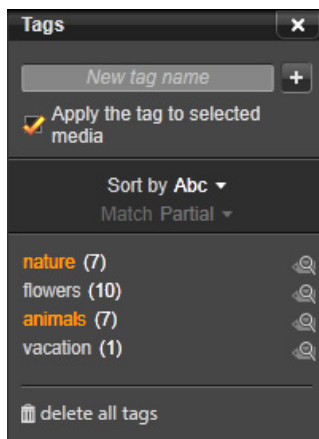 Tags
New tag name
Apply the tag to selected
media
Sort by Abc
Match Partial
nature (7)
flowers (10)
animals (7)
vacation (1)
delete all tags